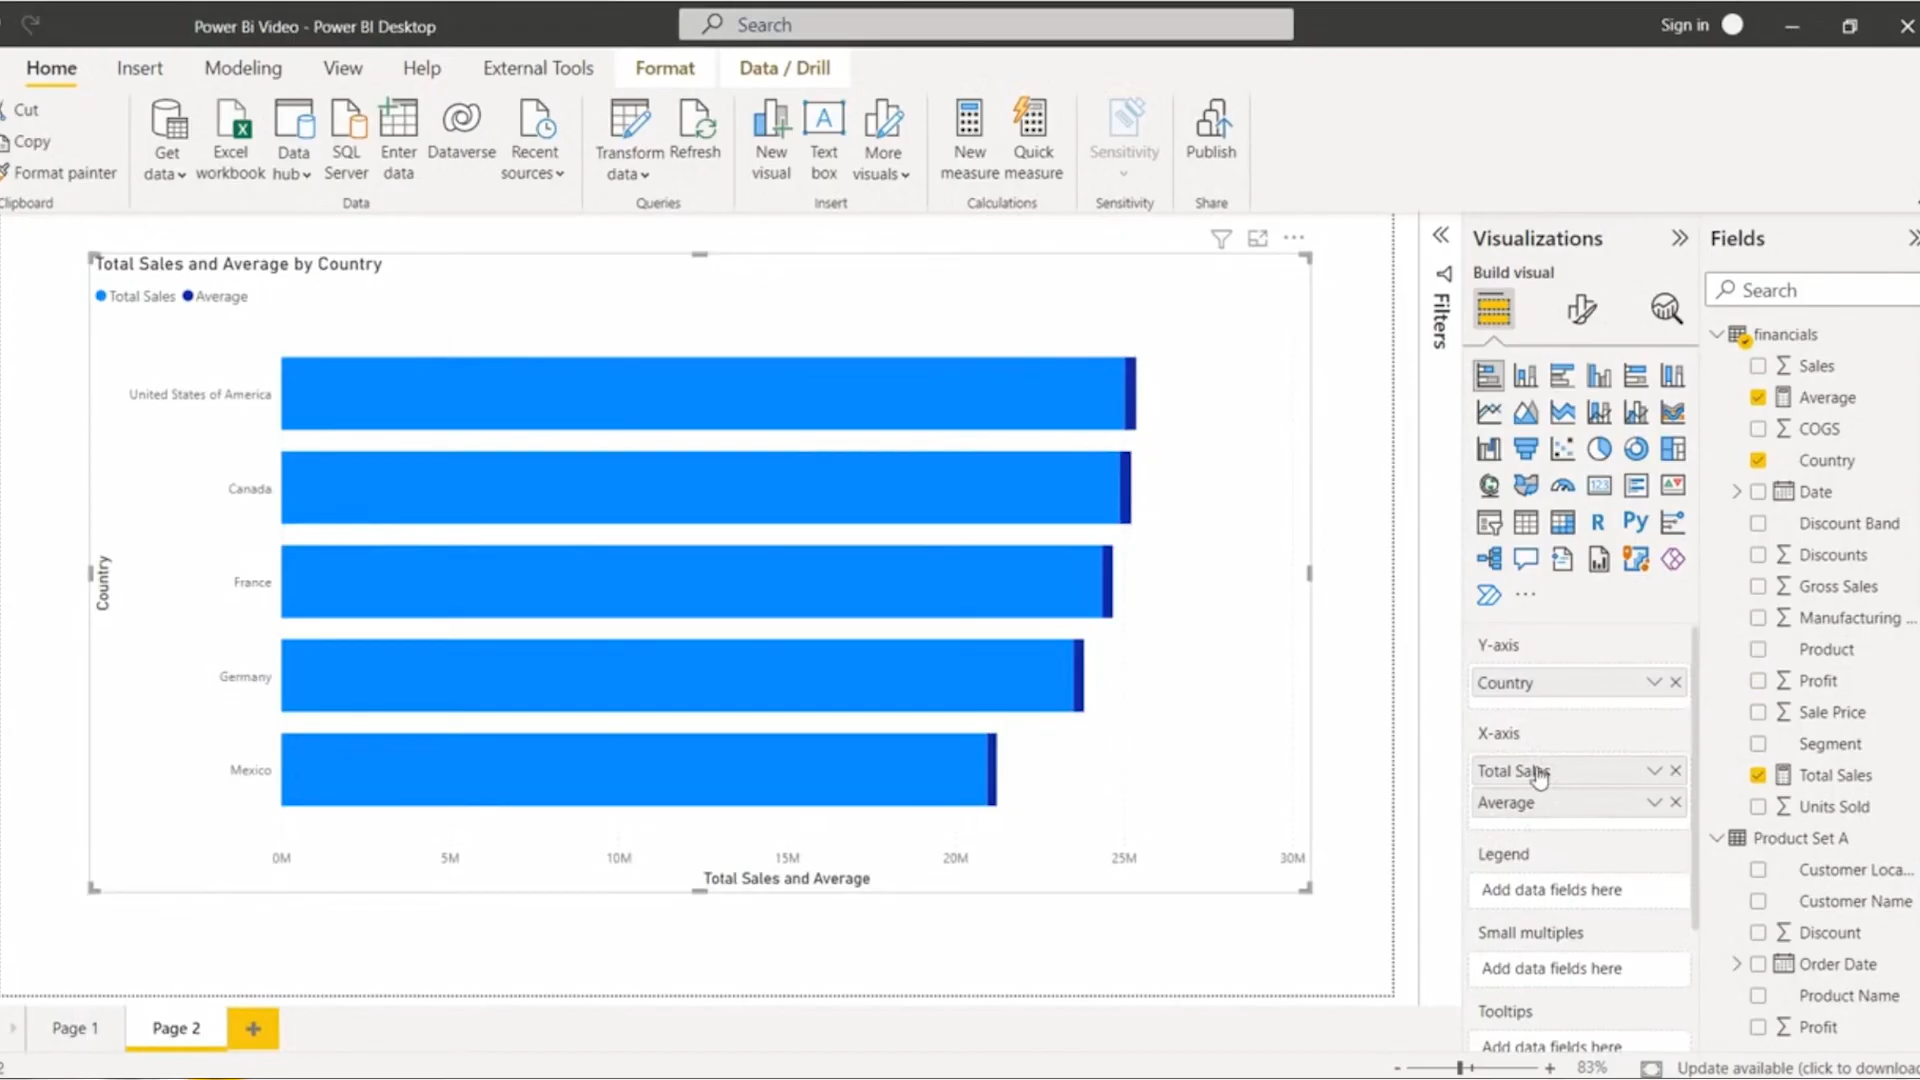 Power Bi Video - Power BI Desktop
Search
Sign in
Home Insert Modeling View Help External Tools Format Data / Drill
Cut
Copy
Format painter
Clipboard
Get data
Excel workbook
Data hub
SQL Server
Enter data
Dataverse
Recent sources
Data
Transform data
Refresh
Queries
New visual
Text box
More visuals
Insert
New measure
Quick measure
Calculations
Sensitivity
Sensitivity
Publish
Share
Total Sales and Average by Country
Total Sales Average
Country
United States of America
Canada
France
Germany
Mexico
0M 5M 10M 15M 20M 25M 30M
Total Sales and Average
Filters
Visualizations
Build visual
123
R
Py
Y-axis
Country
X-axis
Total Sales
Average
Legend
Add data fields here
Small multiples
Add data fields here
Tooltips
Add data fields here
Fields
Search
financials
Sales
Average
COGS
Country
Date
Discount Band
Discounts
Gross Sales
Manufacturing ...
Product
Profit
Sale Price
Segment
Total Sales
Units Sold
Product Set A
Customer Loca...
Customer Name
Discount
Order Date
Product Name
Profit
Page 1
Page 2
+
- + 83%
Update available (click to download